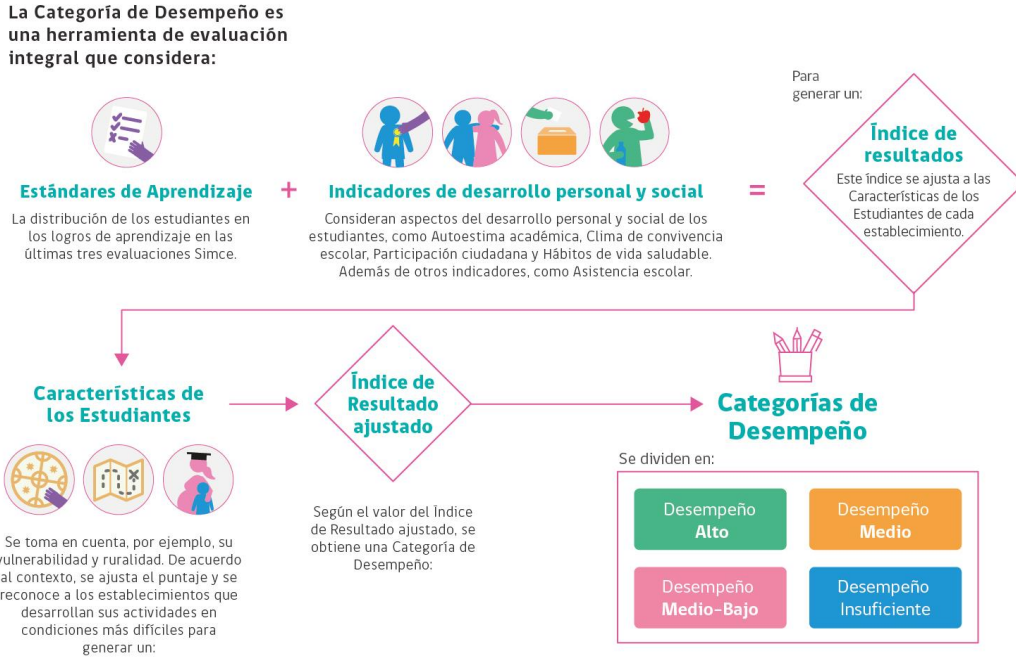 La Categoría de Desempeño es
una herramienta de evaluación
integral que considera:
Estándares de Aprendizaje
La distribución de los estudiantes en
los logros de aprendizaje en las
últimas tres evaluaciones Simce.
+
Indicadores de desarrollo personal y social
Consideran aspectos del desarrollo personal y social de los
estudiantes, como Autoestima académica, Clima de convivencia
escolar, Participación ciudadana y Hábitos de vida saludable.
Además de otros indicadores, como Asistencia escolar.
=
Para
generar un:
Índice de
resultados
Este índice se ajusta a las
Características de los
Estudiantes de cada
establecimiento.
Características de
los Estudiantes
Se toma en cuenta, por ejemplo, su
vulnerabilidad y ruralidad. De acuerdo
al contexto, se ajusta el puntaje y se
reconoce a los establecimientos que
desarrollan sus actividades en
condiciones más difíciles para
generar un:
Índice de
Resultado
ajustado
Según el valor del Índice
de Resultado ajustado, se
obtiene una Categoría de
Desempeño:
Categorías de
Desempeño
Se dividen en:
Desempeño
Alto
Desempeño
Medio
Desempeño
Medio-Bajo
Desempeño
Insuficiente